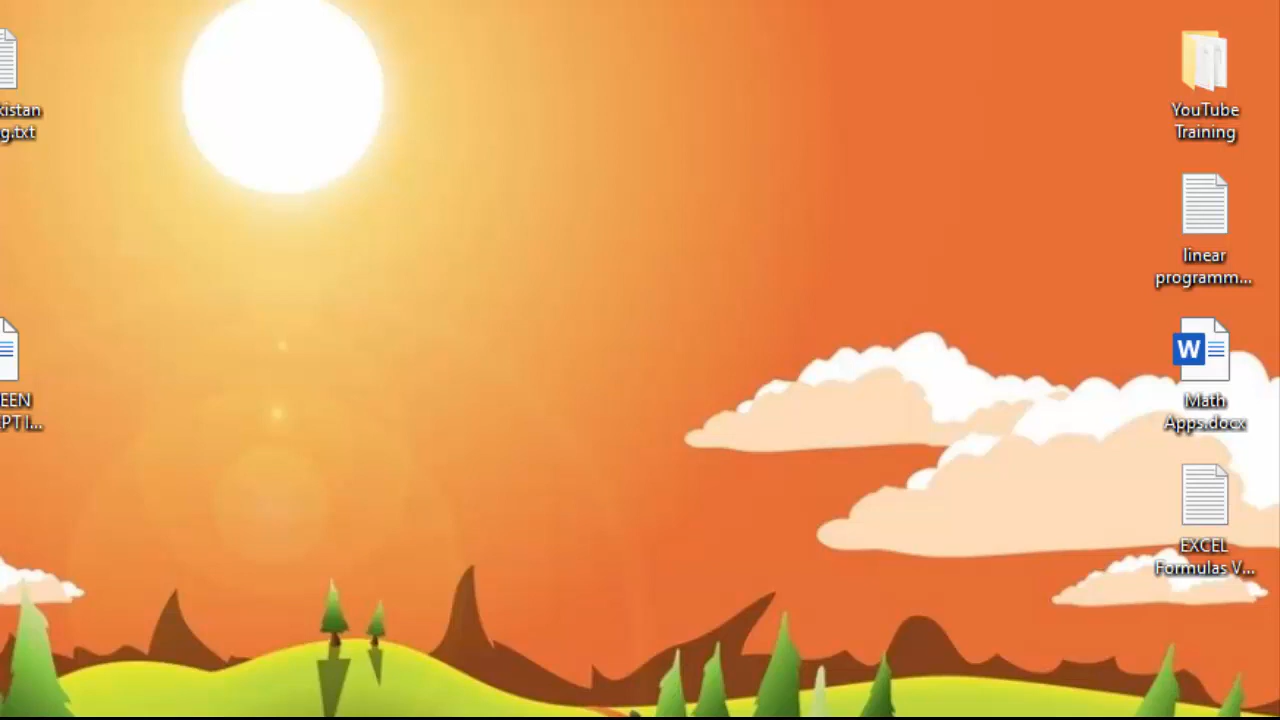 kistan
g.txt
EEN
PT I...
YouTube
Training
linear
programm...
W
Math
Apps.docx
EXCEL
Formulas V...